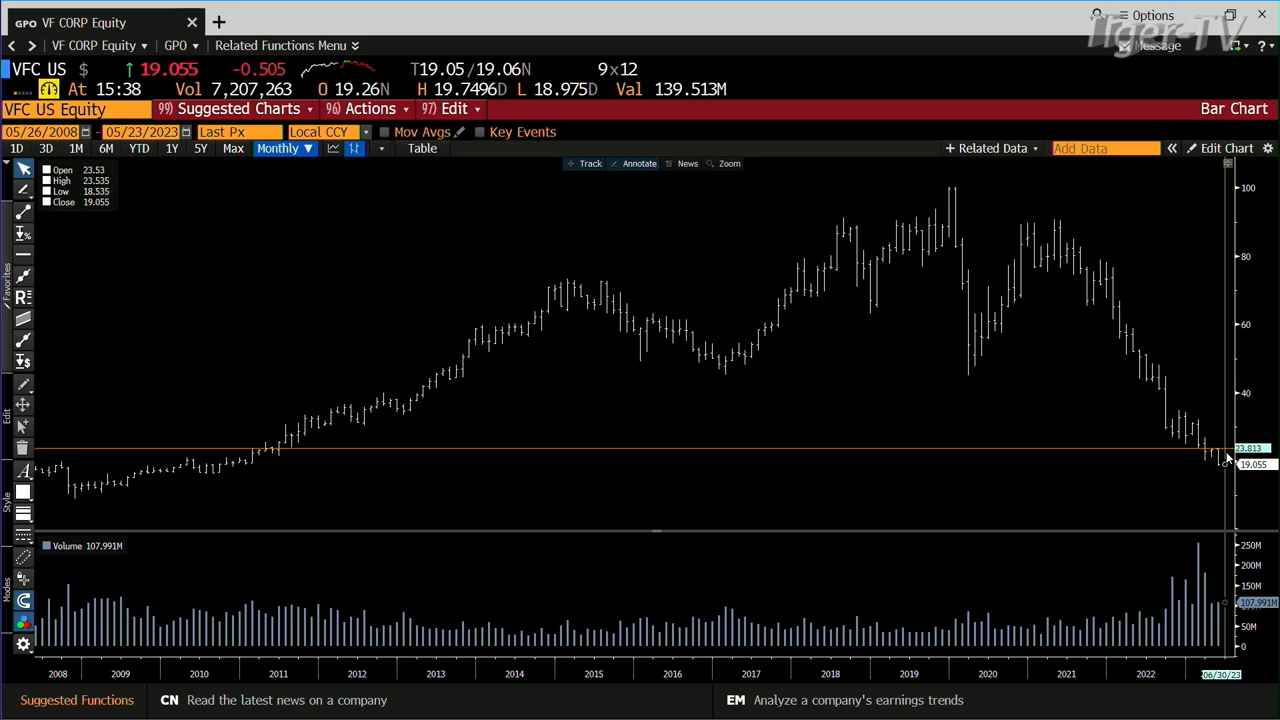 GPO VF CORP Equity
Options
Tiger-TV
VF CORP Equity
GPO
Related Functions Menu
Message
VFC US $ ↑ 19.055 -0.505 T19.05/19.06N 9x12
At 15:38 Vol 7,207,263 O 19.26N H 19.7496D L 18.975D Val 139.513M
VFC US Equity 99) Suggested Charts 96) Actions 97) Edit Bar Chart
05/26/2008 - 05/23/2023 Last Px Local CCY Mov Avgs Key Events
1D 3D 1M 6M YTD 1Y 5Y Max Monthly ▼ Table + Related Data Add Data « Edit Chart
Track Annotate News Zoom
Open 23.53
High 23.535
Low 18.535
Close 19.055
100
80
60
40
23.813
19.055
Favorites
Edit
Style
Modes
Volume 107.991M
250M
200M
150M
107.991M
50M
0
2008 2009 2010 2011 2012 2013 2014 2015 2016 2017 2018 2019 2020 2021 2022 06/30/23
Suggested Functions CN Read the latest news on a company EM Analyze a company's earnings trends